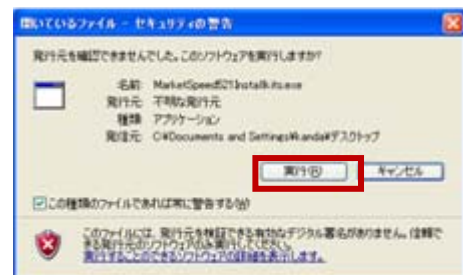 開いているファイル - セキュリティの警告
発行元を確認できませんでした。このソフトウェアを実行しますか?
名前: MarketSpeed521Installkits.exe
発行元: 不明な発行元
種類: アプリケーション
発信元: C:¥Documents and Settings¥kanda¥デスクトップ
実行(R)
キャンセル
この種類のファイルであれば常に警告する(W)
このファイルには、発行元を検証できる有効なデジタル署名がありません。信頼で
きる発行元のソフトウェアのみ実行してください。
実行することのできるソフトウェアの詳細を表示します。